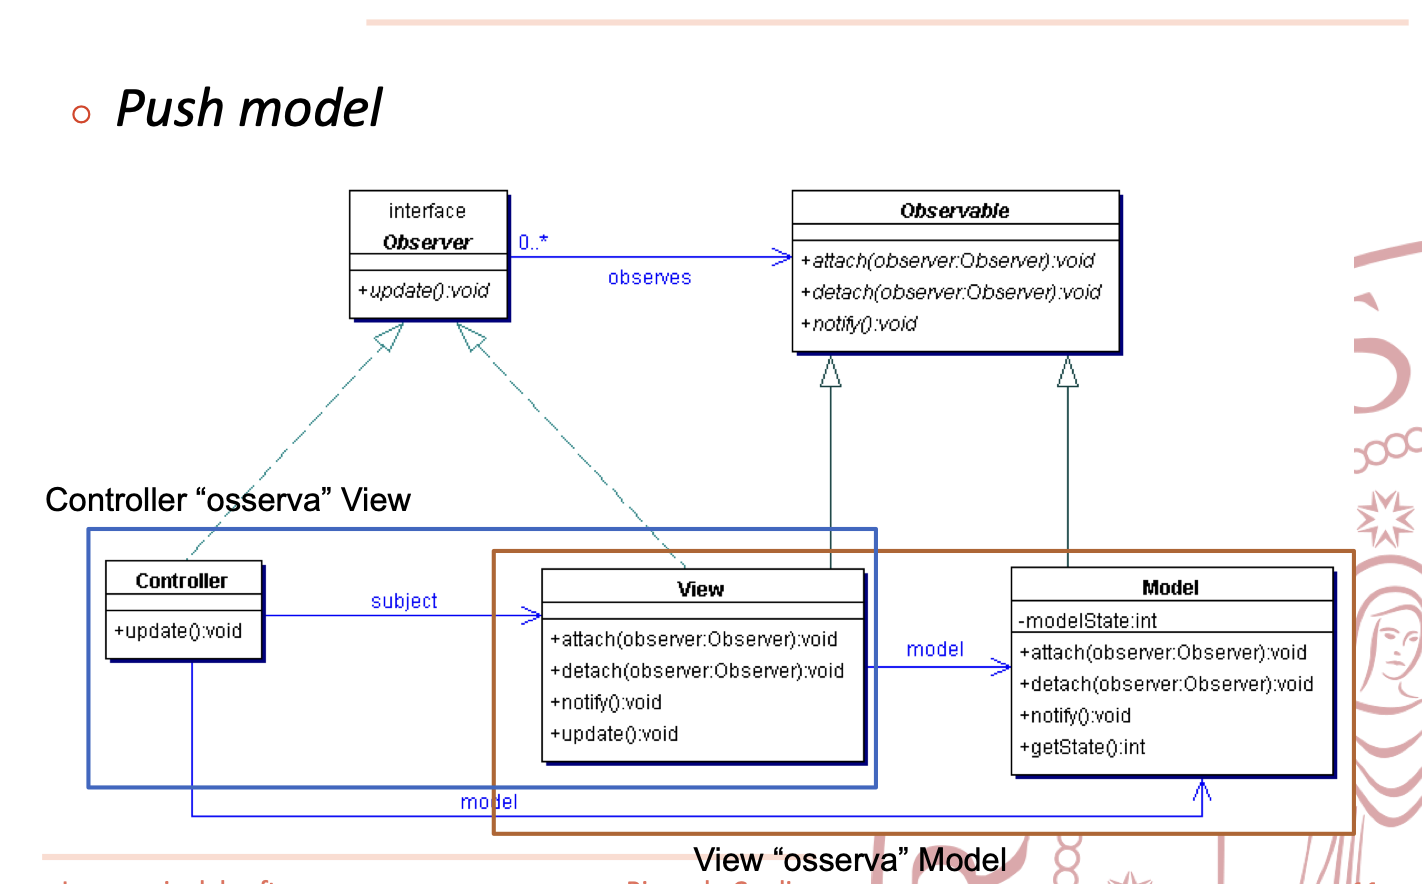 Push model
interface
Observer
+update():void
0..*
observes
Observable
+attach(observer:Observer):void
+detach(observer:Observer):void
+notify():void
Controller “osserva” View
Controller
+update():void
subject
View
+attach(observer:Observer):void
+detach(observer:Observer):void
+notify():void
+update():void
model
Model
-modelState:int
+attach(observer:Observer):void
+detach(observer:Observer):void
+notify():void
+getState():int
model
View “osserva” Model